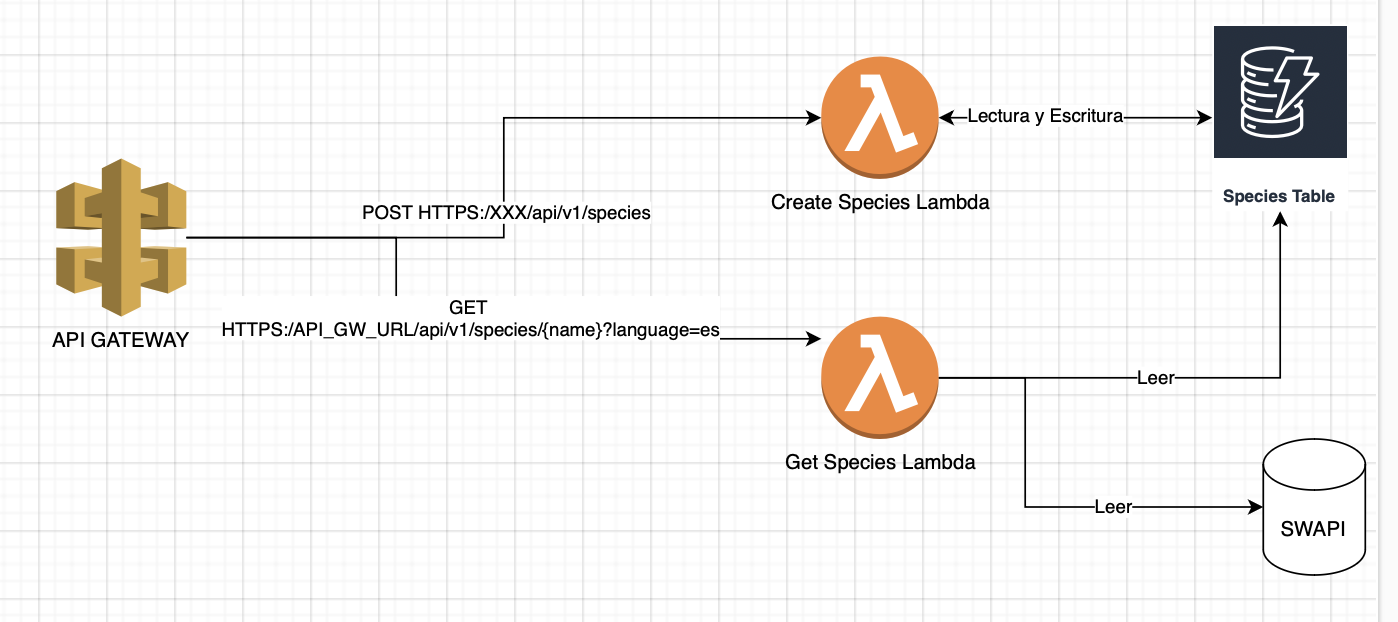 Lectura y Escritura
Create Species Lambda
Species Table
POST HTTPS:/XXX/api/v1/species
GET
HTTPS:/API_GW_URL/api/v1/species/{name}?language=es
API GATEWAY
Leer
Get Species Lambda
Leer
SWAPI